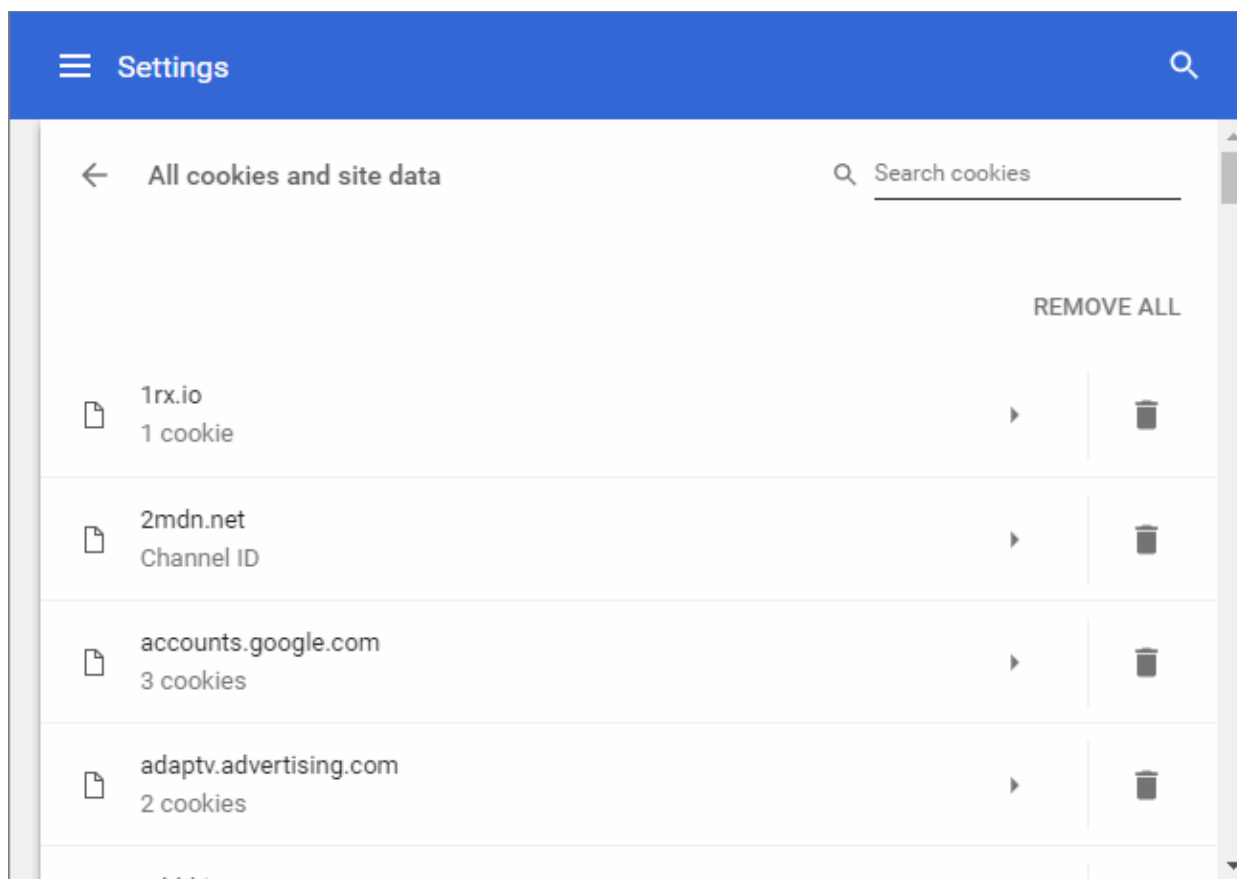 Settings
All cookies and site data
Search cookies
REMOVE ALL
1rx.io
1 cookie
2mdn.net
Channel ID
accounts.google.com
3 cookies
adaptv.advertising.com
2 cookies